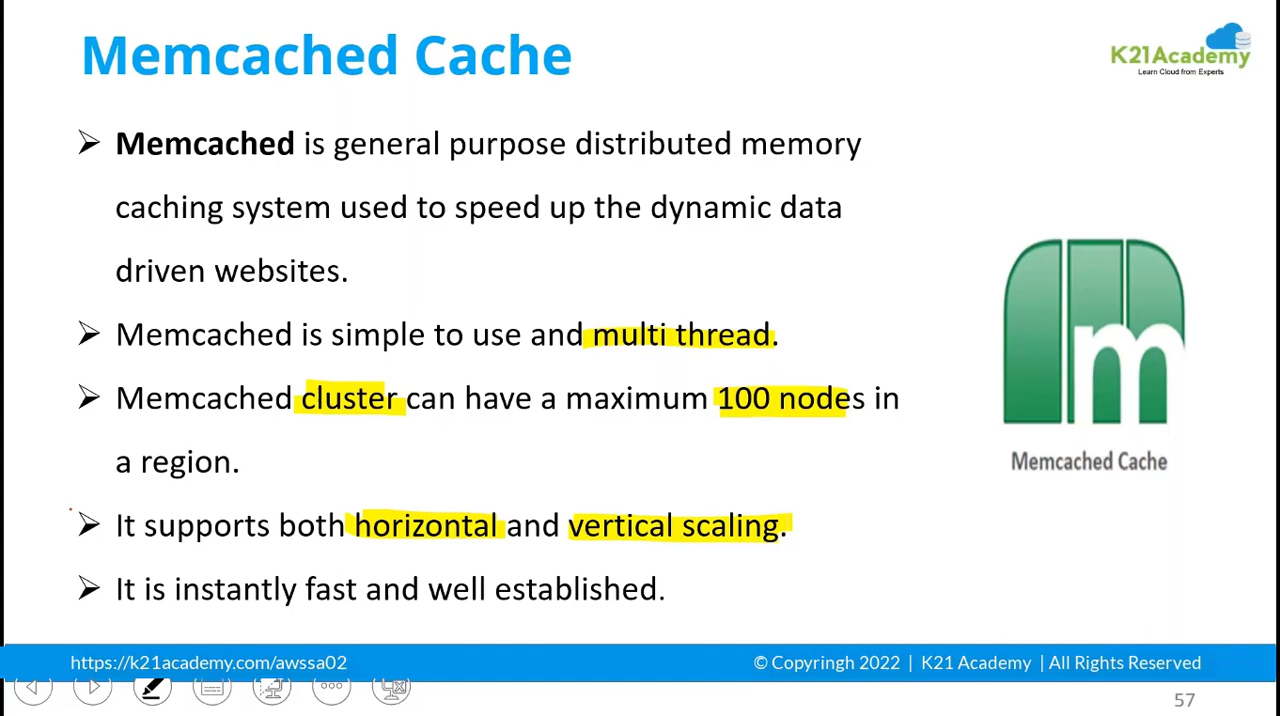 Memcached Cache
K21Academy
Learn Cloud from Experts
➢ Memcached is general purpose distributed memory
caching system used to speed up the dynamic data
driven websites.
➢ Memcached is simple to use and multi thread.
➢ Memcached cluster can have a maximum 100 nodes in
a region.
➢ It supports both horizontal and vertical scaling.
➢ It is instantly fast and well established.
m
Memcached Cache
https://k21academy.com/awssa02
© Copyringh 2022 | K21 Academy | All Rights Reserved
57